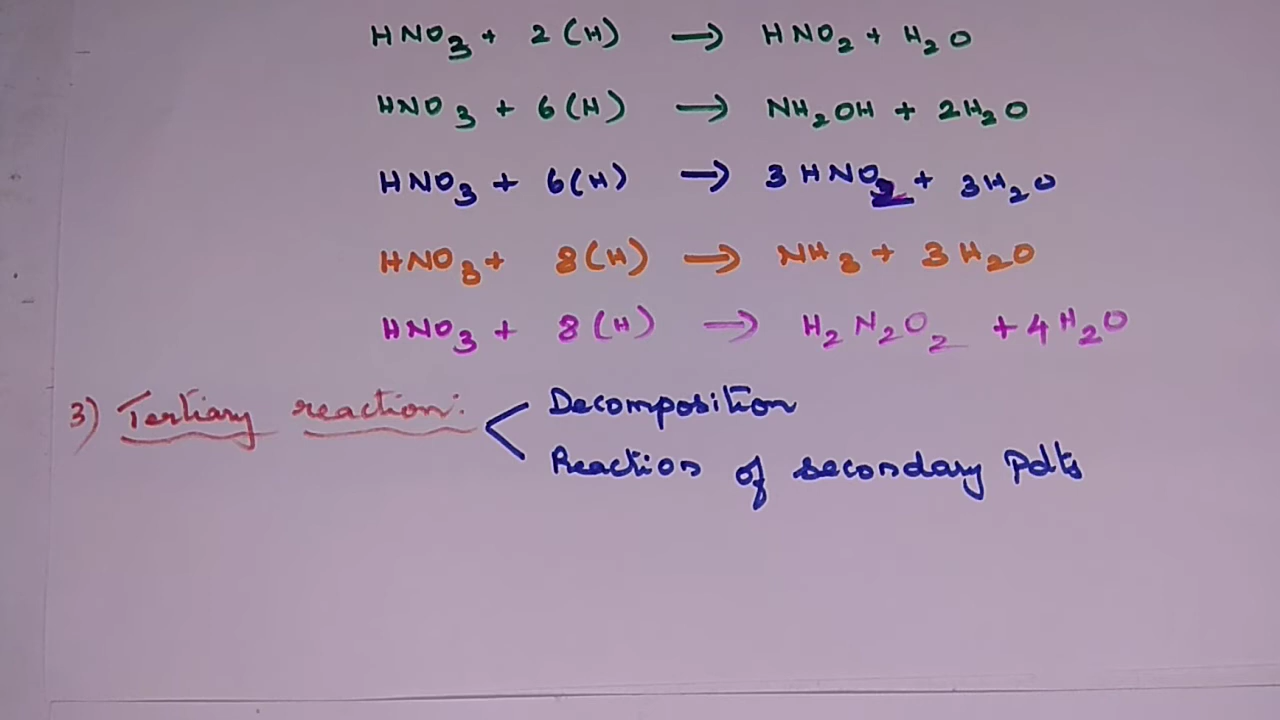 HNO3 + 2(H) → HNO2 + H2O
HNO3 + 6(H) → NH2OH + 2H2O
HNO3 + 6(H) → 3HNO2 + 3H2O
HNO3 + 8(H) → NH3 + 3H2O
HNO3 + 8(H) → H2N2O2 + 4H2O
3) Tertiary reaction: < Decomposition
Reaction of secondary Pdts